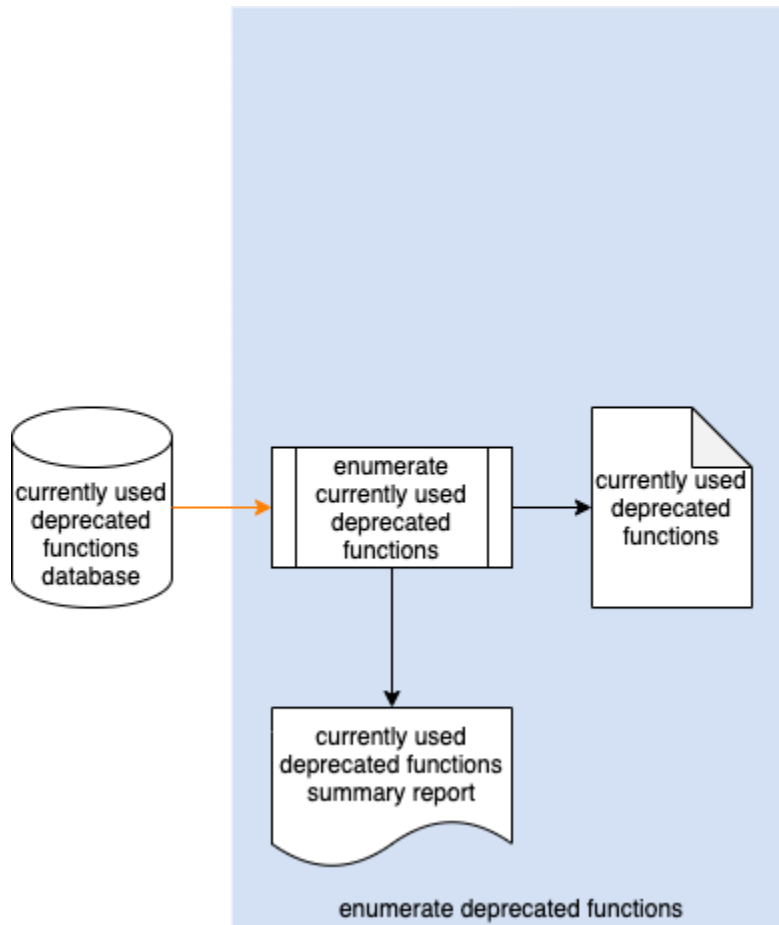 currently used
deprecated
functions
database
enumerate
currently used
deprecated
functions
currently used
deprecated
functions
currently used
deprecated functions
summary report
enumerate deprecated functions